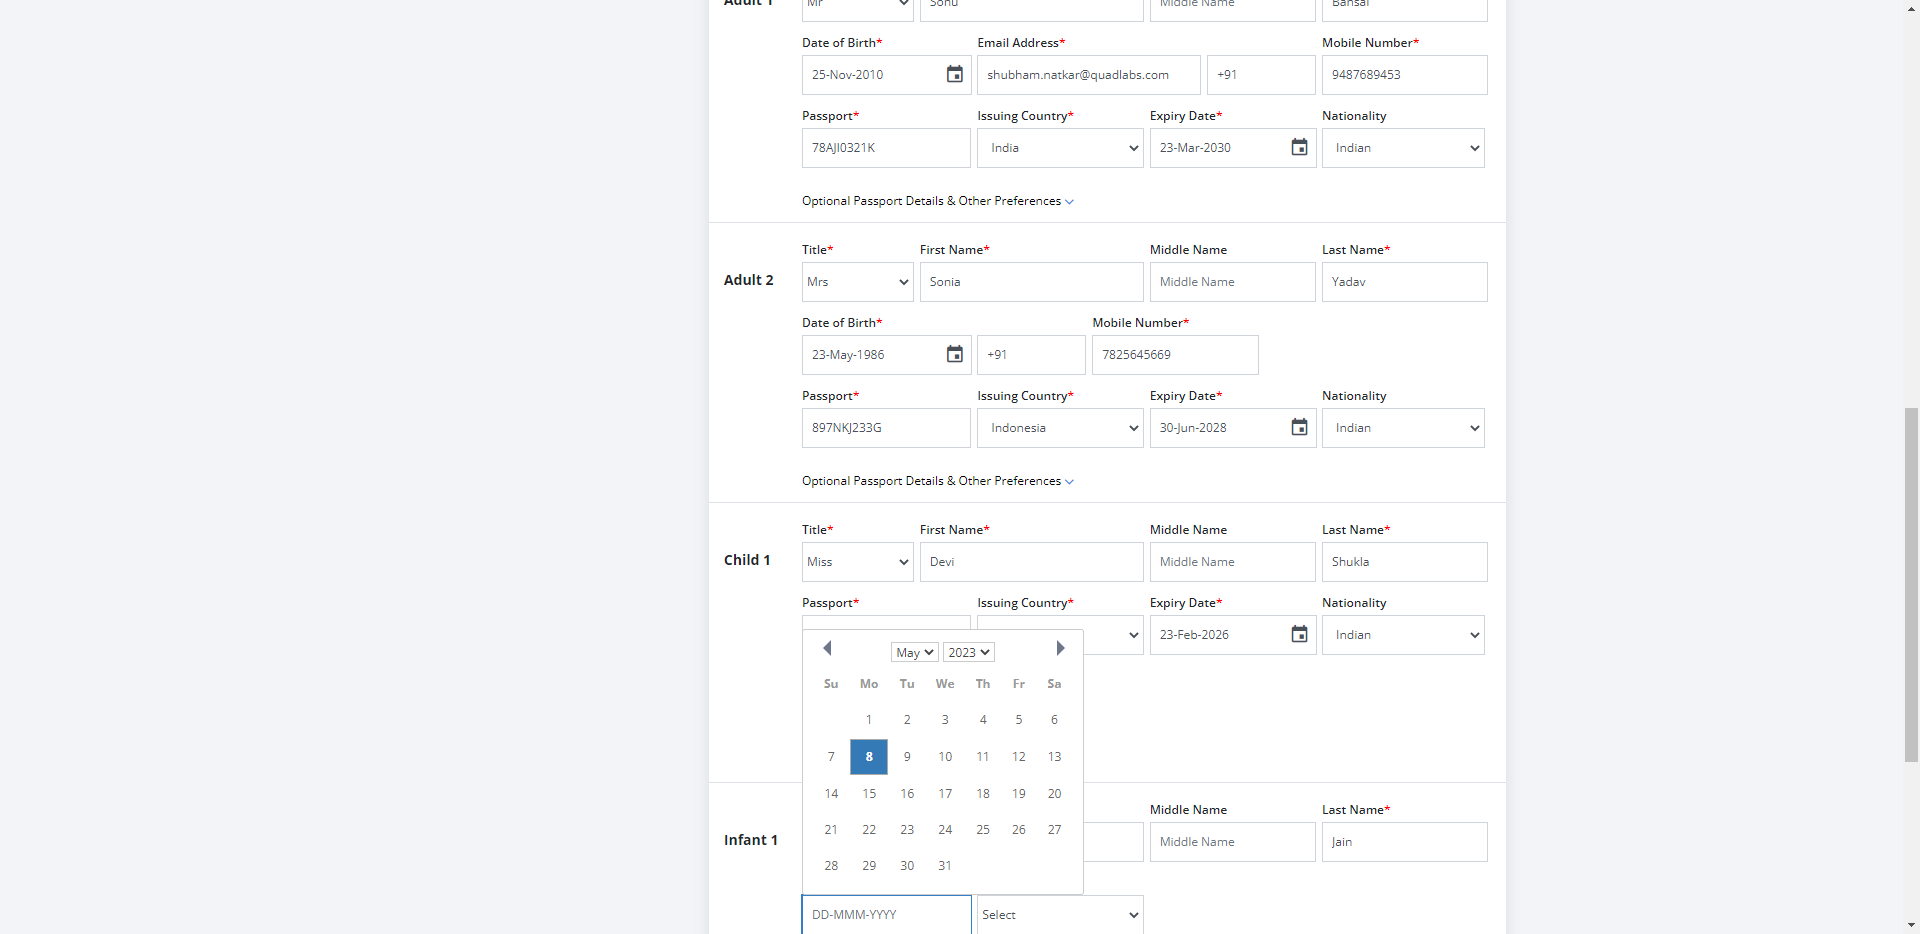 Adult 1 Mr Sonu Middle Name Bansal
Date of Birth* Email Address* Mobile Number*
25-Nov-2010 shubham.natkar@quadlabs.com +91 9487689453
Passport* Issuing Country* Expiry Date* Nationality
78AJI0321K India 23-Mar-2030 Indian
Optional Passport Details & Other Preferences
Title* First Name* Middle Name Last Name*
Adult 2 Mrs Sonia Middle Name Yadav
Date of Birth* Mobile Number*
23-May-1986 +91 7825645669
Passport* Issuing Country* Expiry Date* Nationality
897NKJ233G Indonesia 30-Jun-2028 Indian
Optional Passport Details & Other Preferences
Title* First Name* Middle Name Last Name*
Child 1 Miss Devi Middle Name Shukla
Passport* Issuing Country* Expiry Date* Nationality
23-Feb-2026 Indian
May 2023
Su Mo Tu We Th Fr Sa
1 2 3 4 5 6
7 8 9 10 11 12 13
14 15 16 17 18 19 20
21 22 23 24 25 26 27
28 29 30 31
Middle Name Last Name*
Infant 1 Middle Name Jain
DD-MMM-YYYY Select